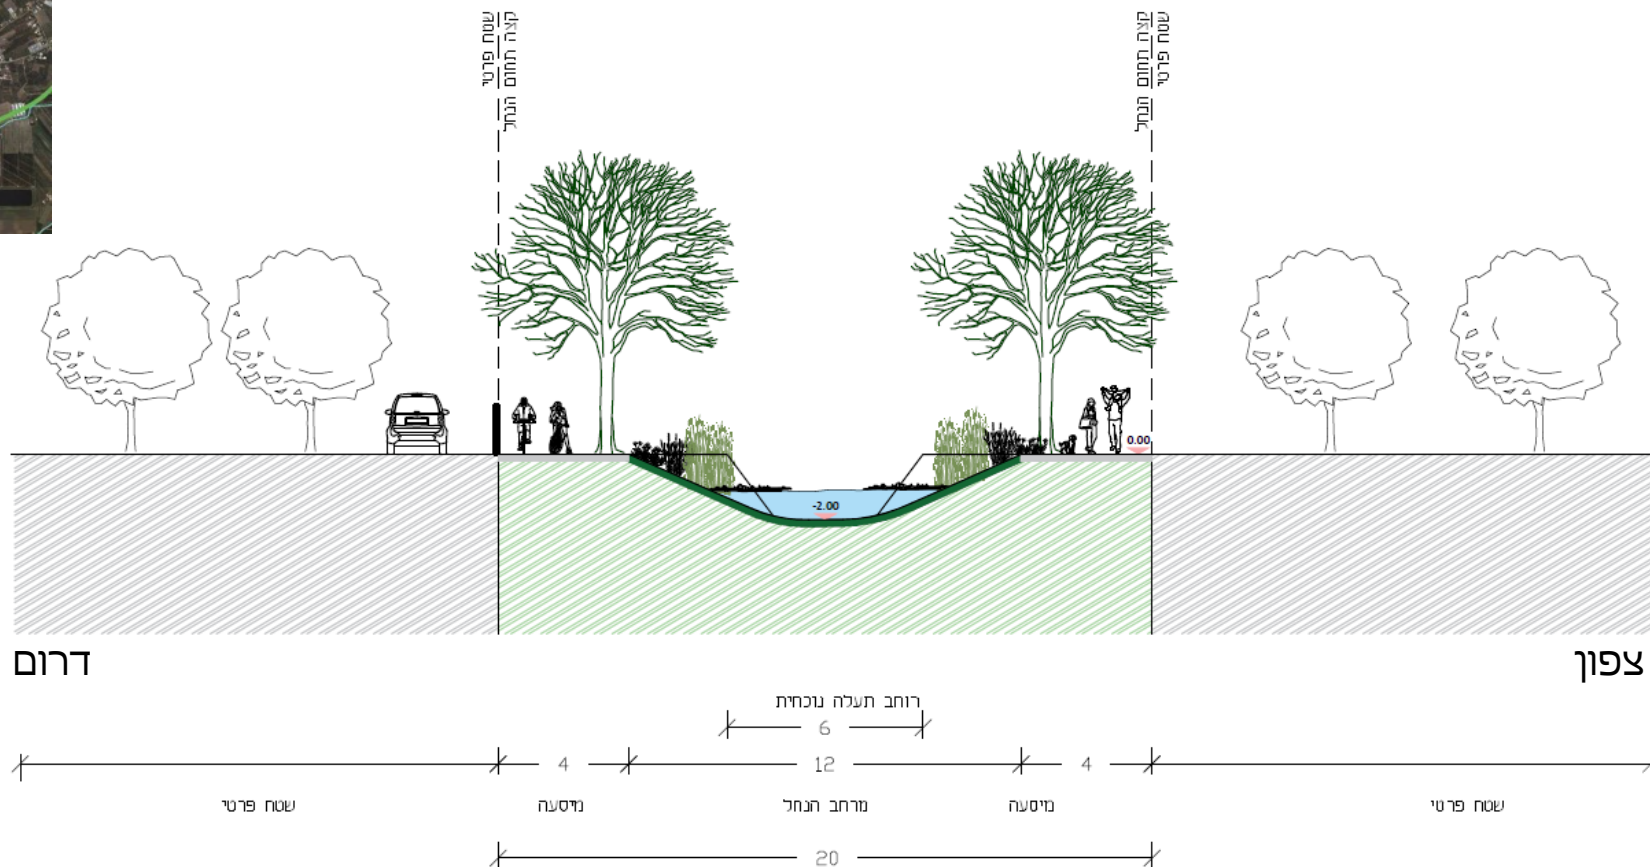 שטח פרטי
קצה תחום הנחל
קצה תחום הנחל
שטח פרטי
0.00
-2.00
דרום
צפון
רוחב תעלה נוכחית
6
4
12
4
שטח פרטי
מיסעה
מרחב הנחל
מיסעה
שטח פרטי
20